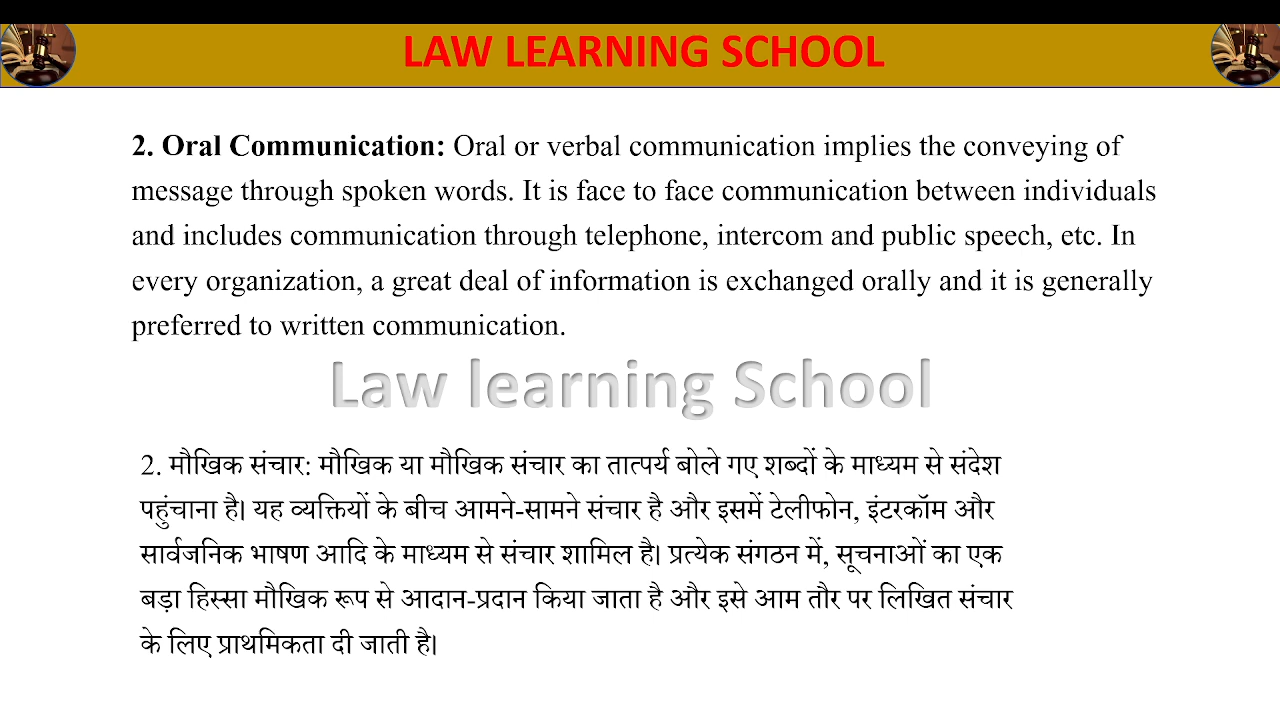 LAW LEARNING SCHOOL
2. Oral Communication: Oral or verbal communication implies the conveying of
message through spoken words. It is face to face communication between individuals
and includes communication through telephone, intercom and public speech, etc. In
every organization, a great deal of information is exchanged orally and it is generally
preferred to written communication.
Law learning School
2. मौखिक संचार: मौखिक या मौखिक संचार का तात्पर्य बोले गए शब्दों के माध्यम से संदेश
पहुंचाना है। यह व्यक्तियों के बीच आमने-सामने संचार है और इसमें टेलीफोन, इंटरकॉम और
सार्वजनिक भाषण आदि के माध्यम से संचार शामिल है। प्रत्येक संगठन में, सूचनाओं का एक
बड़ा हिस्सा मौखिक रूप से आदान-प्रदान किया जाता है और इसे आम तौर पर लिखित संचार
के लिए प्राथमिकता दी जाती है।